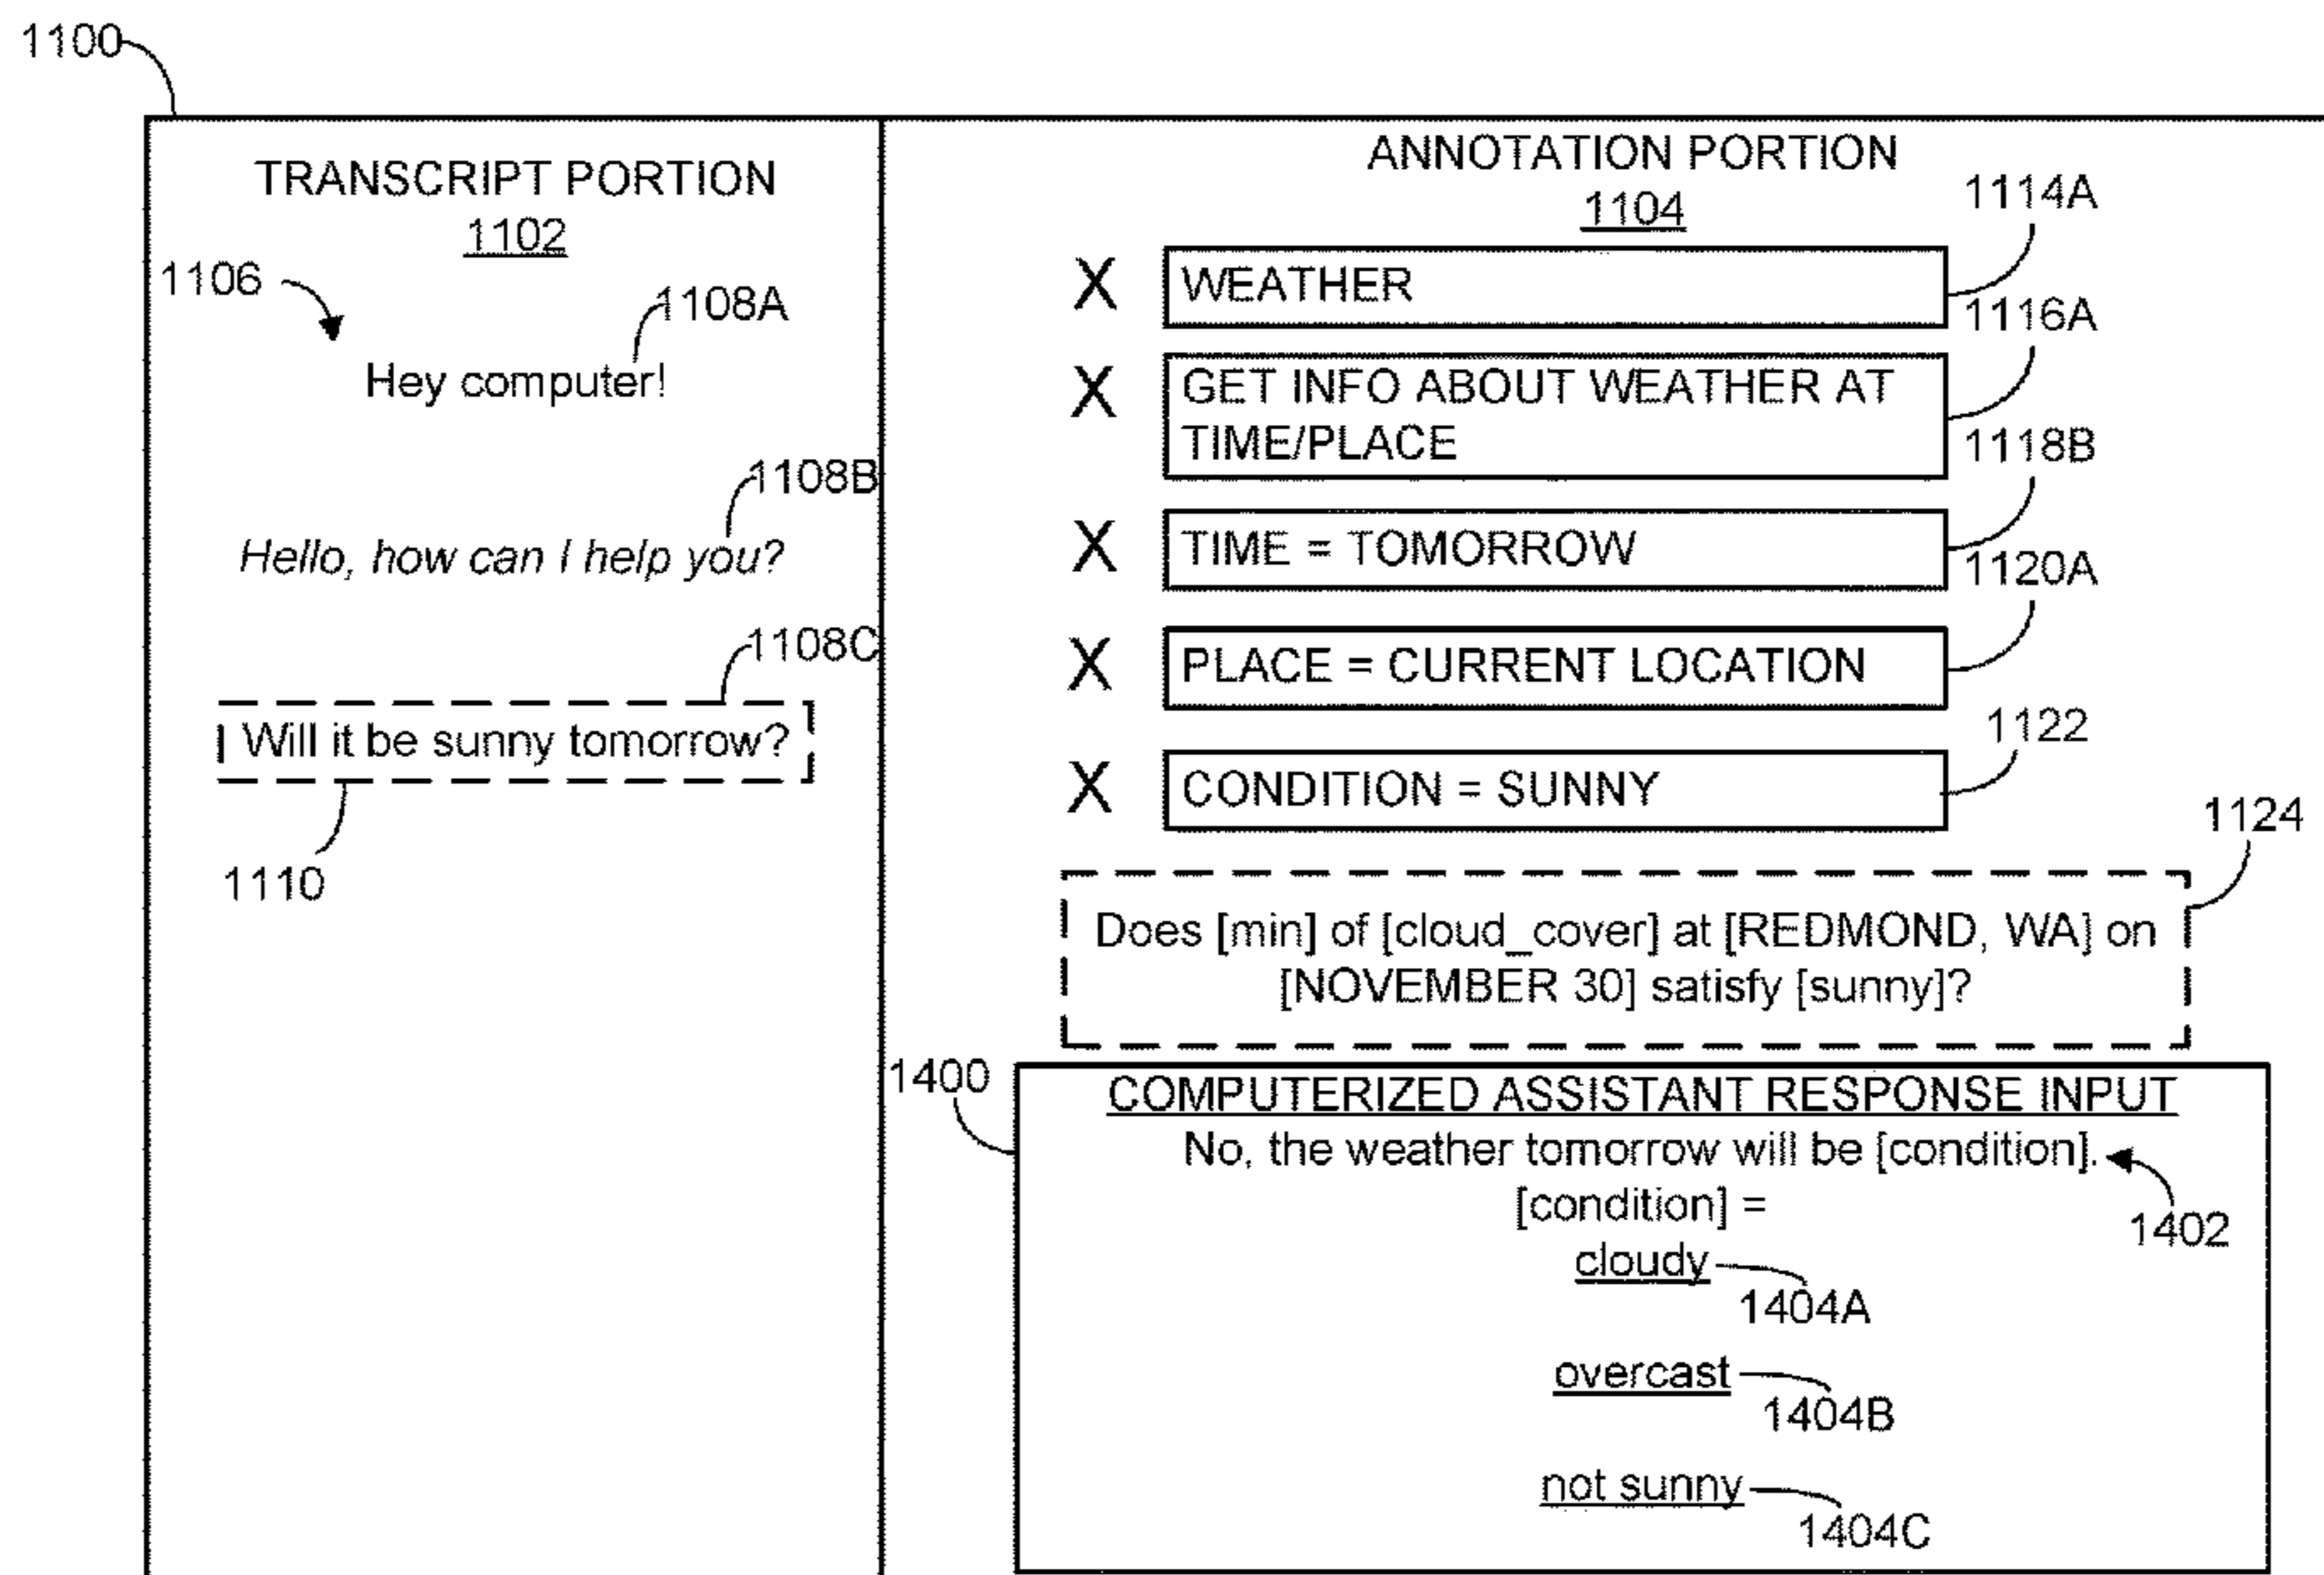 1100
TRANSCRIPT PORTION
1102
1106
1108A
Hey computer!
1108B
Hello, how can I help you?
1108C
Will it be sunny tomorrow?
1110
ANNOTATION PORTION
1104
1114A
X WEATHER
1116A
X GET INFO ABOUT WEATHER AT
TIME/PLACE
1118B
X TIME = TOMORROW
1120A
X PLACE = CURRENT LOCATION
1122
X CONDITION = SUNNY
1124
Does [min] of [cloud_cover] at [REDMOND, WA] on
[NOVEMBER 30] satisfy [sunny]?
1400
COMPUTERIZED ASSISTANT RESPONSE INPUT
No, the weather tomorrow will be [condition].
[condition] =
1402
cloudy
1404A
overcast
1404B
not sunny
1404C